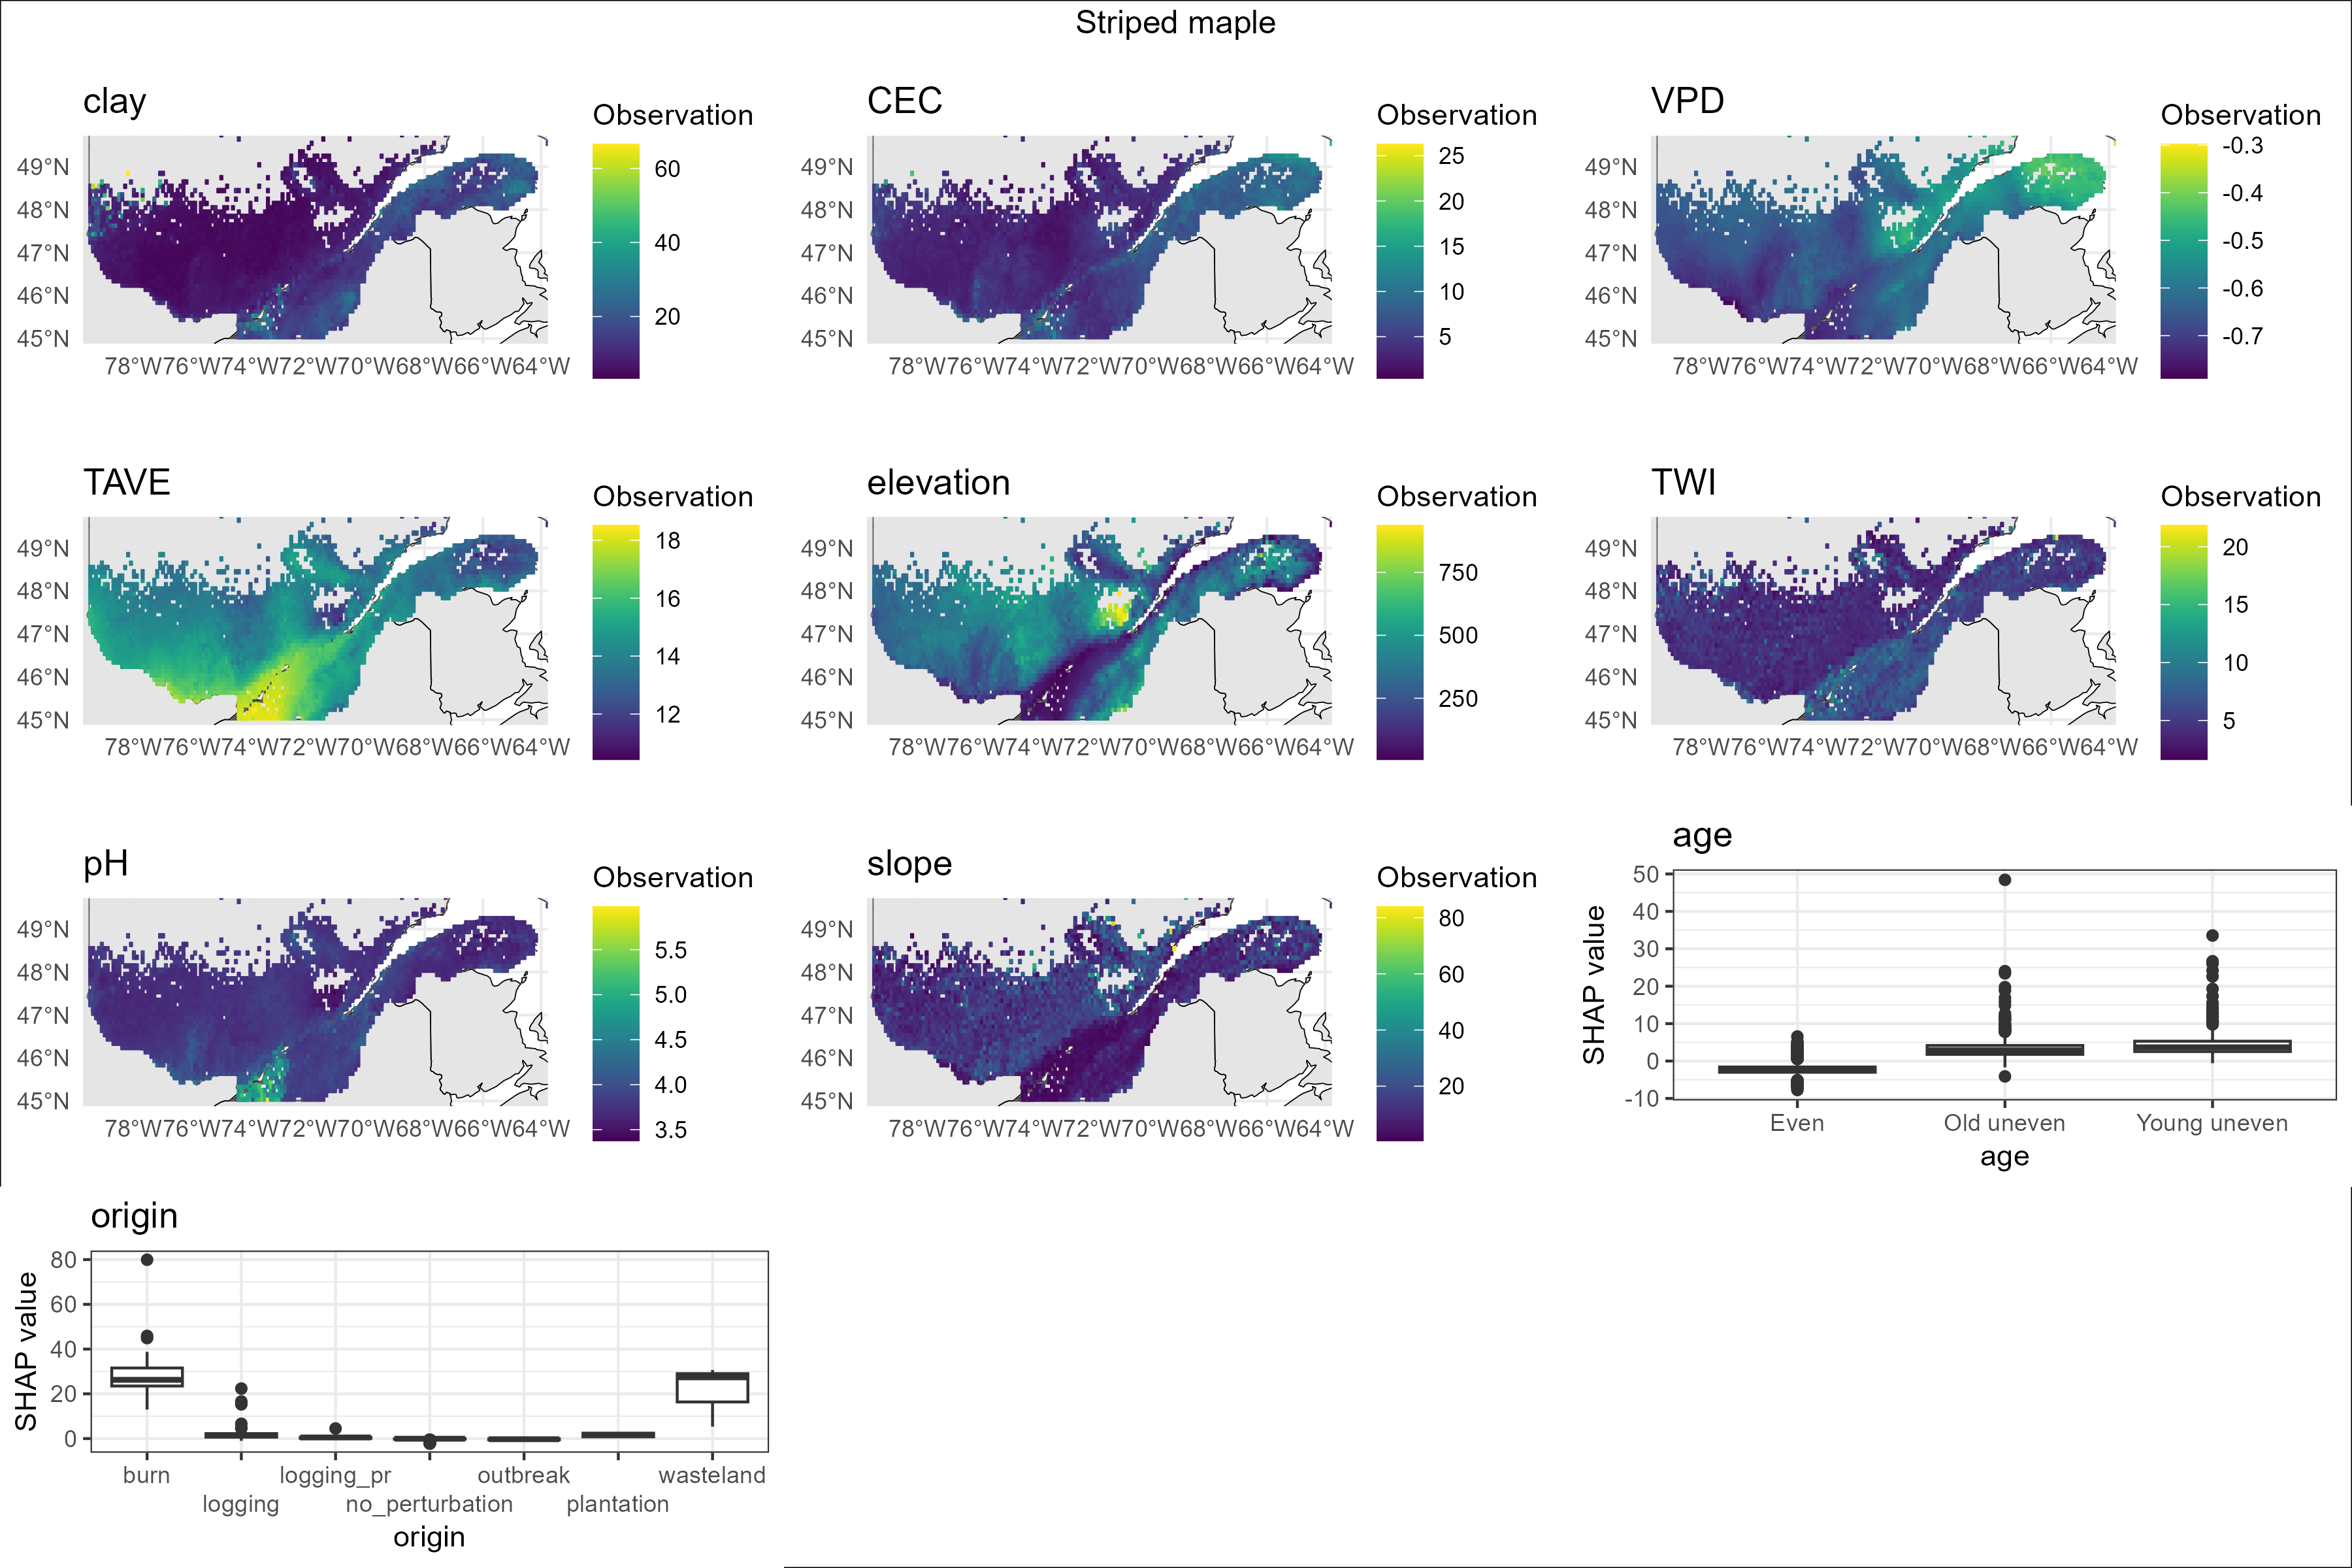 Striped maple
clay
Observation
60
40
20
49°N
48°N
47°N
46°N
45°N
78°W76°W74°W72°W70°W68°W66°W64°W
CEC
Observation
25
20
15
10
5
49°N
48°N
47°N
46°N
45°N
78°W76°W74°W72°W70°W68°W66°W64°W
VPD
Observation
-0.3
-0.4
-0.5
-0.6
-0.7
49°N
48°N
47°N
46°N
45°N
78°W76°W74°W72°W70°W68°W66°W64°W
TAVE
Observation
18
16
14
12
49°N
48°N
47°N
46°N
45°N
78°W76°W74°W72°W70°W68°W66°W64°W
elevation
Observation
750
500
250
49°N
48°N
47°N
46°N
45°N
78°W76°W74°W72°W70°W68°W66°W64°W
TWI
Observation
20
15
10
5
49°N
48°N
47°N
46°N
45°N
78°W76°W74°W72°W70°W68°W66°W64°W
pH
Observation
5.5
5.0
4.5
4.0
3.5
49°N
48°N
47°N
46°N
45°N
78°W76°W74°W72°W70°W68°W66°W64°W
slope
Observation
80
60
40
20
49°N
48°N
47°N
46°N
45°N
78°W76°W74°W72°W70°W68°W66°W64°W
age
SHAP value
50
40
30
20
10
0
-10
Even Old uneven Young uneven
age
origin
SHAP value
80
60
40
20
0
burn logging_pr outbreak wasteland
logging no_perturbation plantation
origin